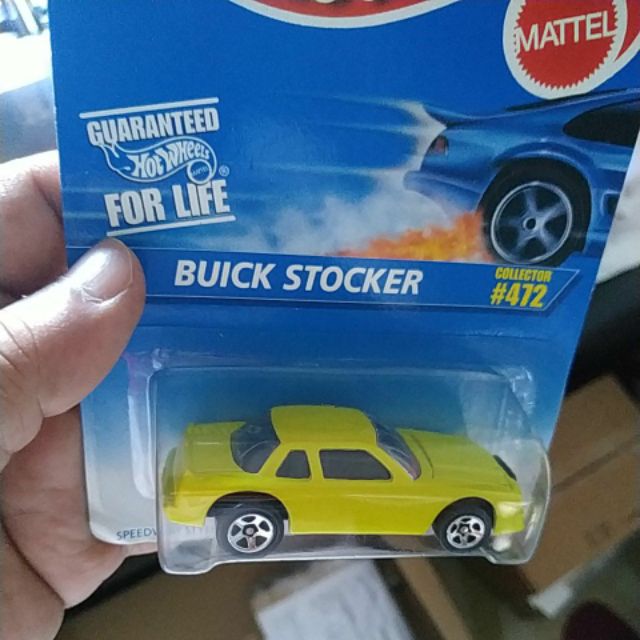 MATTEL
GUARANTEED
Hot Wheels
FOR LIFE
BUICK STOCKER
COLLECTOR
#472